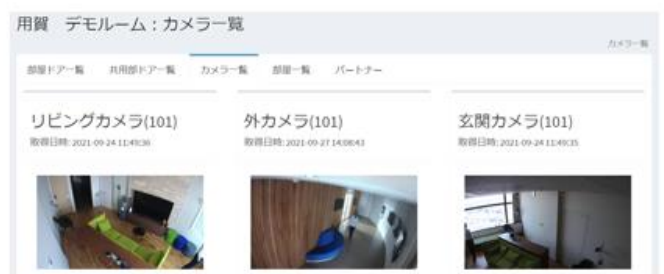 用賀 デモルーム：カメラ一覧
カメラ一覧
部屋ドア一覧 共用部ドア一覧 カメラ一覧 部屋一覧 パートナー
リビングカメラ(101) 外カメラ(101) 玄関カメラ(101)
取得日時: 2021-09-24 11:49:36 取得日時: 2021-09-27 14:08:43 取得日時: 2021-09-24 11:49:35